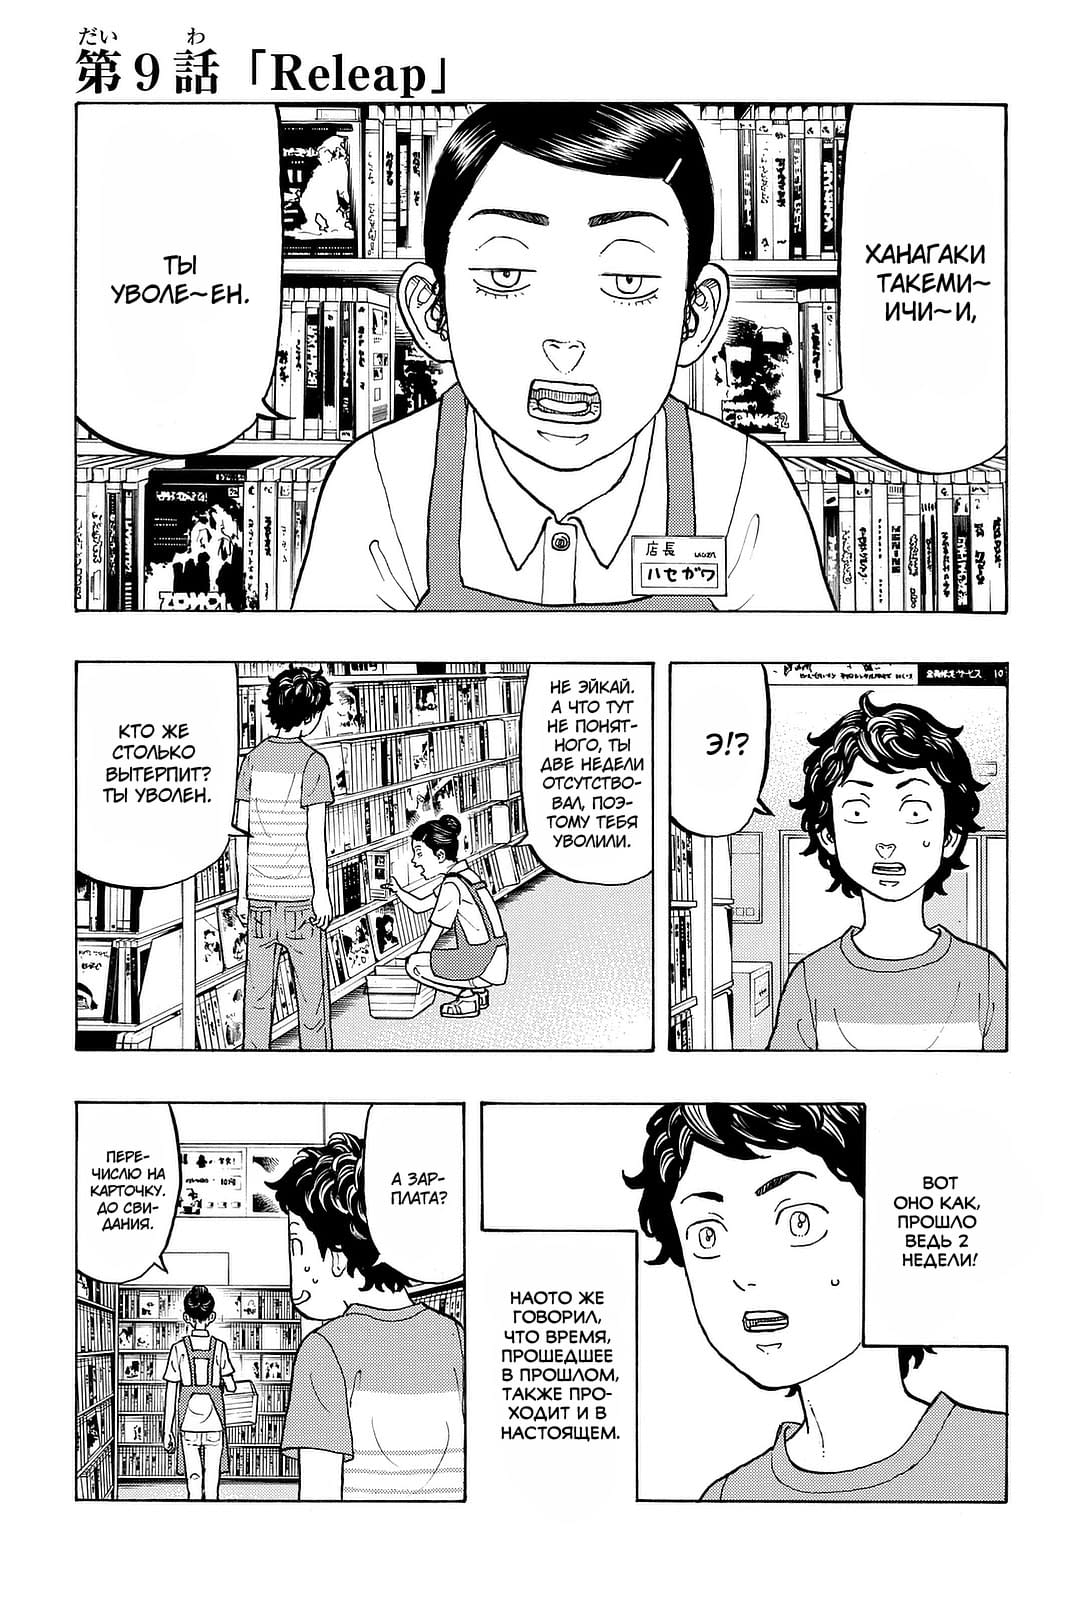 だい わ
第9話「Releap」
ХАНАГАКИ
ТАКЕМИ~
ИЧИ~И,
ТЫ
УВОЛЕ~ЕН.
店長
ハセガワ
Э!?
НЕ ЭЙКАЙ.
А ЧТО ТУТ
НЕ ПОНЯТ-
НОГО, ТЫ
ДВЕ НЕДЕЛИ
ОТСУТСТВО-
ВАЛ, ПОЭ-
ТОМУ ТЕБЯ
УВОЛИЛИ.
КТО ЖЕ
СТОЛЬКО
ВЫТЕРПИТ?
ТЫ УВОЛЕН.
ВОТ
ОНО КАК,
ПРОШЛО
ВЕДЬ 2
НЕДЕЛИ!
НАОТО ЖЕ
ГОВОРИЛ,
ЧТО ВРЕМЯ,
ПРОШЕДШЕЕ
В ПРОШЛОМ,
ТАКЖЕ ПРО-
ХОДИТ И В
НАСТОЯЩЕМ.
А ЗАР-
ПЛАТА?
ПЕРЕ-
ЧИСЛЮ НА
КАРТОЧКУ.
ДО СВИ-
ДАНИЯ.